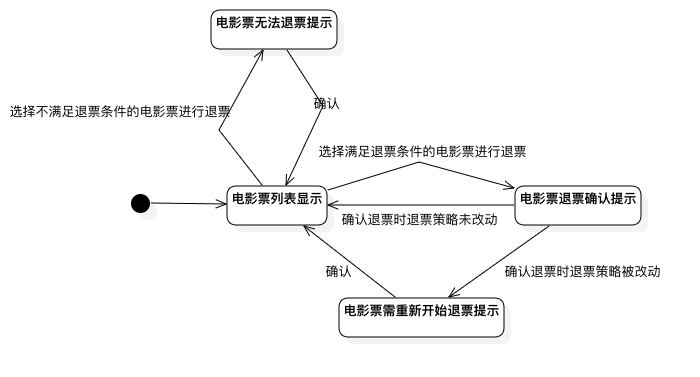 电影票无法退票提示
选择不满足退票条件的电影票进行退票
确认
选择满足退票条件的电影票进行退票
电影票列表显示
电影票退票确认提示
确认退票时退票策略未改动
确认
确认退票时退票策略被改动
电影票需重新开始退票提示